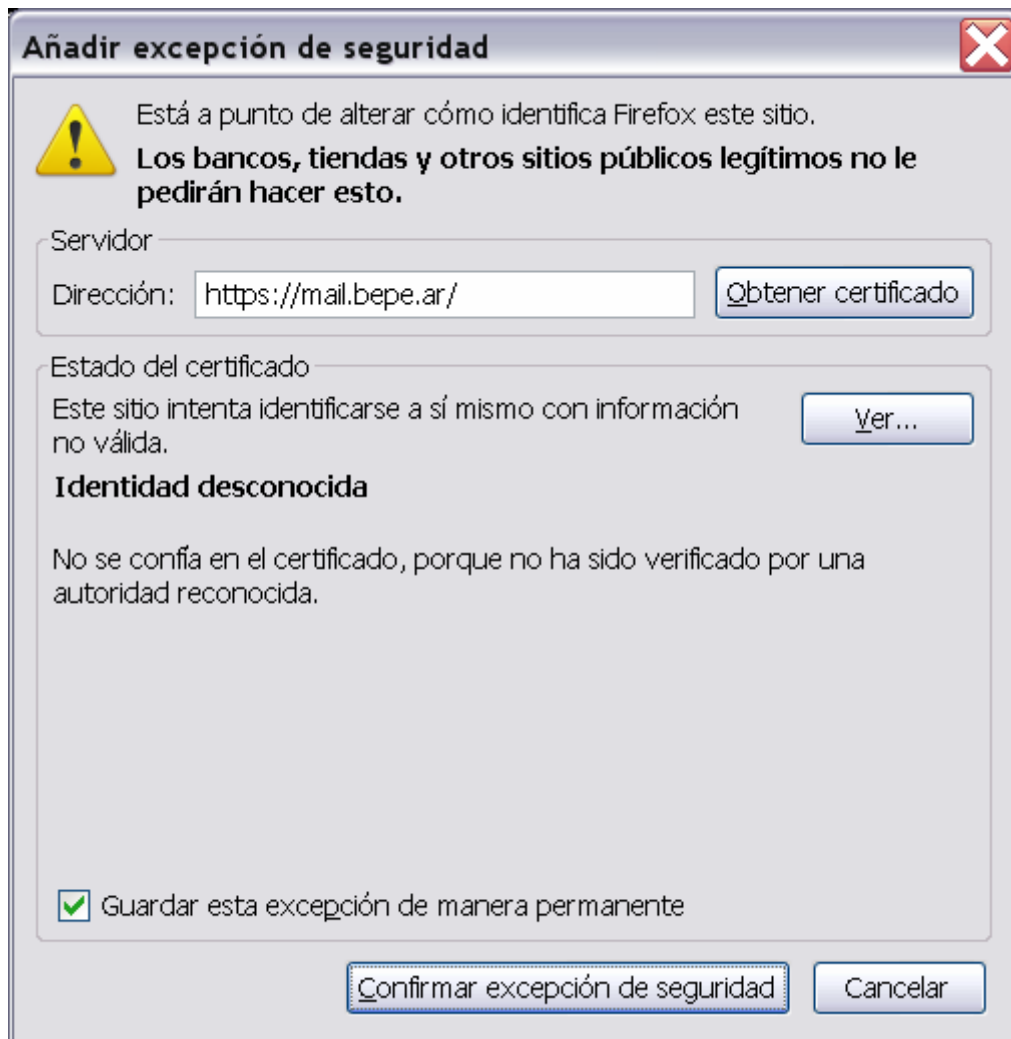 Añadir excepción de seguridad
Está a punto de alterar cómo identifica Firefox este sitio.
Los bancos, tiendas y otros sitios públicos legítimos no le
pedirán hacer esto.
Servidor
Dirección: https://mail.bepe.ar/ Obtener certificado
Estado del certificado
Este sitio intenta identificarse a sí mismo con información
no válida.
Ver...
Identidad desconocida
No se confía en el certificado, porque no ha sido verificado por una
autoridad reconocida.
Guardar esta excepción de manera permanente
Confirmar excepción de seguridad Cancelar